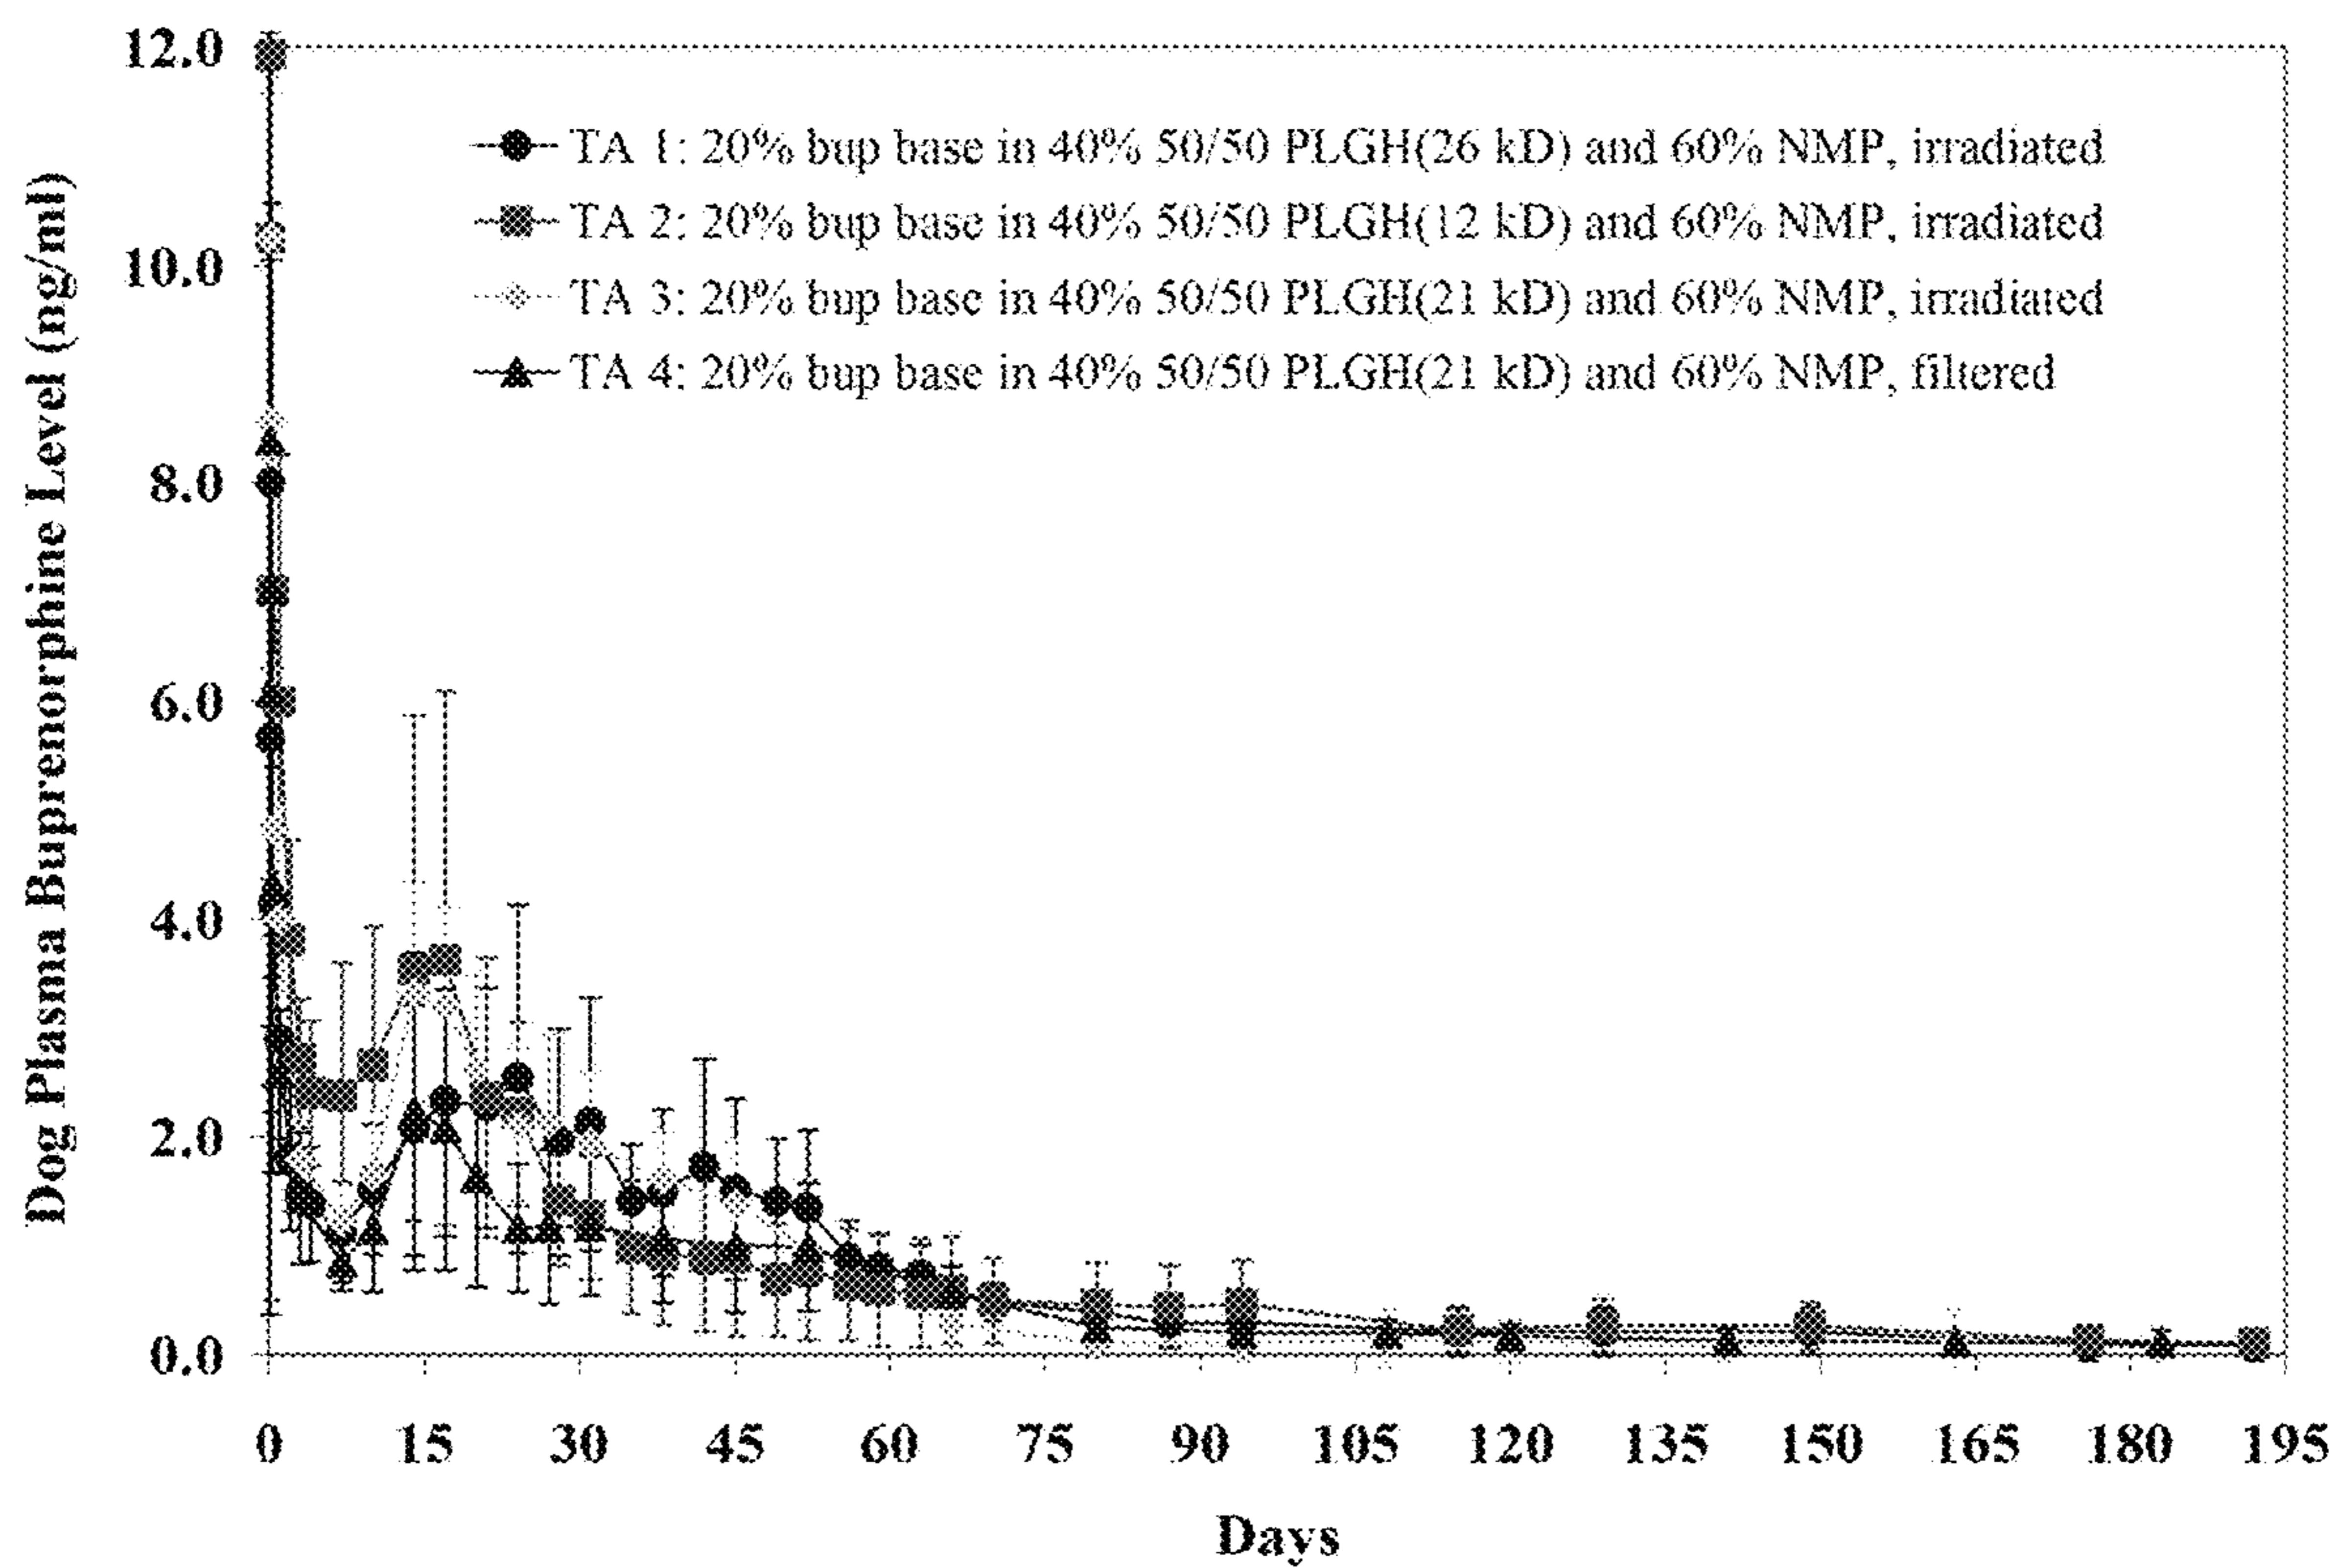 Dog Plasma Buprenorphine Level (ng/ml)
12.0
10.0
8.0
6.0
4.0
2.0
0.0
TA 1: 20% bup base in 40% 50/50 PLGH(26 kD) and 60% NMP, irradiated
TA 2: 20% bup base in 40% 50/50 PLGH(12 kD) and 60% NMP, irradiated
TA 3: 20% bup base in 40% 50/50 PLGH(21 kD) and 60% NMP, irradiated
TA 4: 20% bup base in 40% 50/50 PLGH(21 kD) and 60% NMP, filtered
0 15 30 45 60 75 90 105 120 135 150 165 180 195
Days